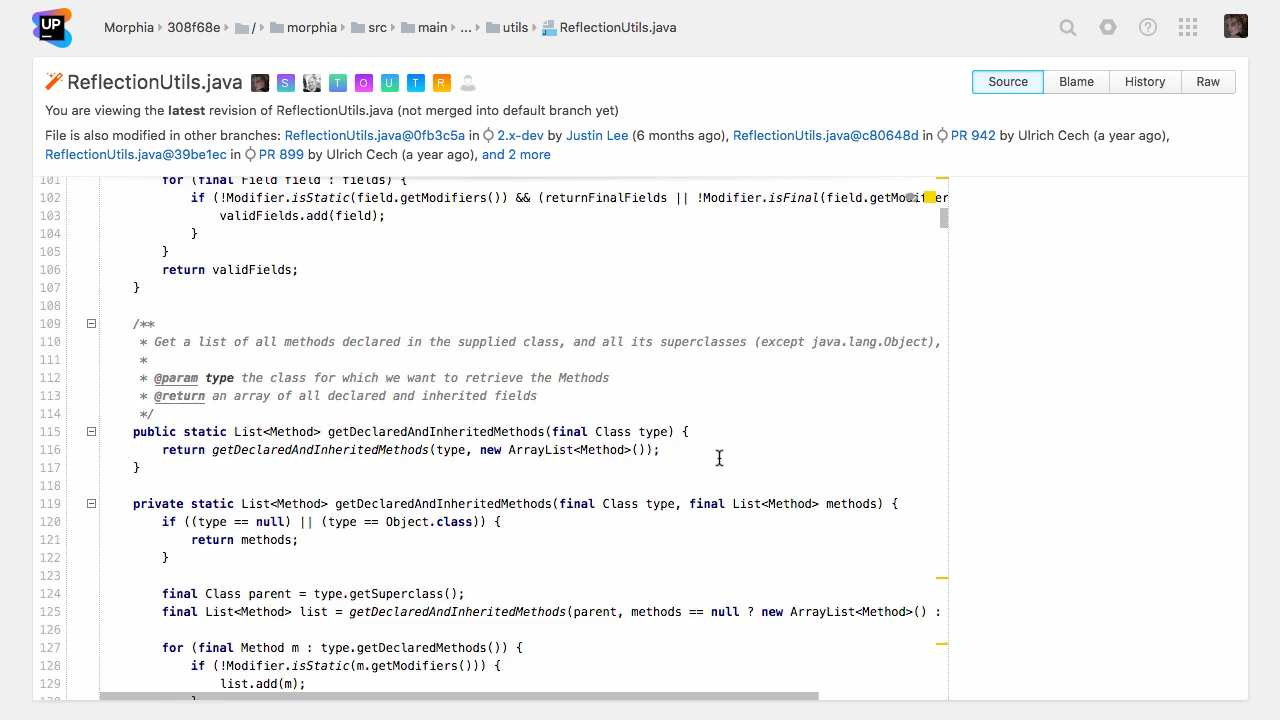 UP Morphia 308f68e / morphia src main ... utils ReflectionUtils.java
ReflectionUtils.java S T O U T R Source Blame History Raw
You are viewing the latest revision of ReflectionUtils.java (not merged into default branch yet)
File is also modified in other branches: ReflectionUtils.java@0fb3c5a in 2.x-dev by Justin Lee (6 months ago), ReflectionUtils.java@c80648d in PR 942 by Ulrich Cech (a year ago),
ReflectionUtils.java@39be1ec in PR 899 by Ulrich Cech (a year ago), and 2 more
101 for (final Field field : fields) {
102 if (!Modifier.isStatic(field.getModifiers()) && (returnFinalFields || !Modifier.isFinal(field.getModifier
103 validFields.add(field);
104 }
105 }
106 return validFields;
107 }
108
109 /**
110 * Get a list of all methods declared in the supplied class, and all its superclasses (except java.lang.Object),
111 *
112 * @param type the class for which we want to retrieve the Methods
113 * @return an array of all declared and inherited fields
114 */
115 public static List<Method> getDeclaredAndInheritedMethods(final Class type) {
116 return getDeclaredAndInheritedMethods(type, new ArrayList<Method>());
117 }
118
119 private static List<Method> getDeclaredAndInheritedMethods(final Class type, final List<Method> methods) {
120 if ((type == null) || (type == Object.class)) {
121 return methods;
122 }
123
124 final Class parent = type.getSuperclass();
125 final List<Method> list = getDeclaredAndInheritedMethods(parent, methods == null ? new ArrayList<Method>() :
126
127 for (final Method m : type.getDeclaredMethods()) {
128 if (!Modifier.isStatic(m.getModifiers())) {
129 list.add(m);
130 }